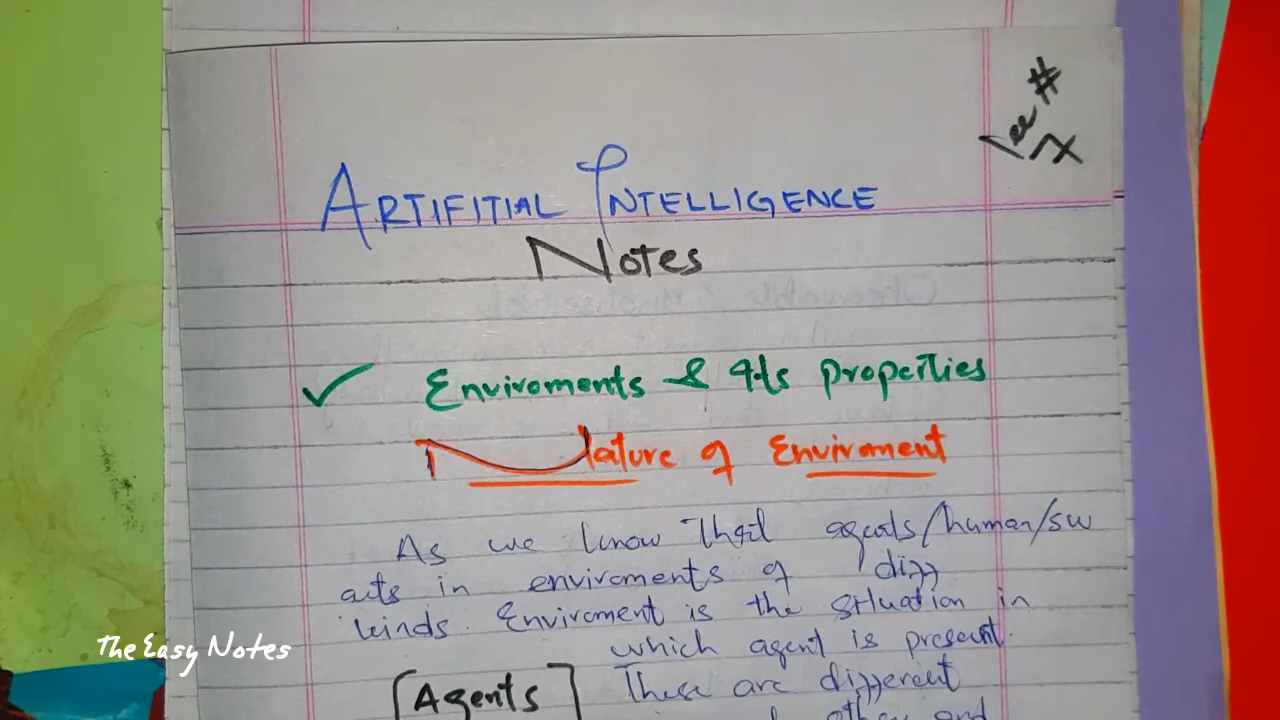 Lec #
7
ARTIFITIAL INTELLIGENCE
NOTES
✓ Enviroments & Its properties
Nature of Enviroment
As we know that agents/human/sw
acts in enviroments of diff
kinds. Enviroment is the situation in
which agent is present.
[Agents] These are different
other and
The Easy Notes